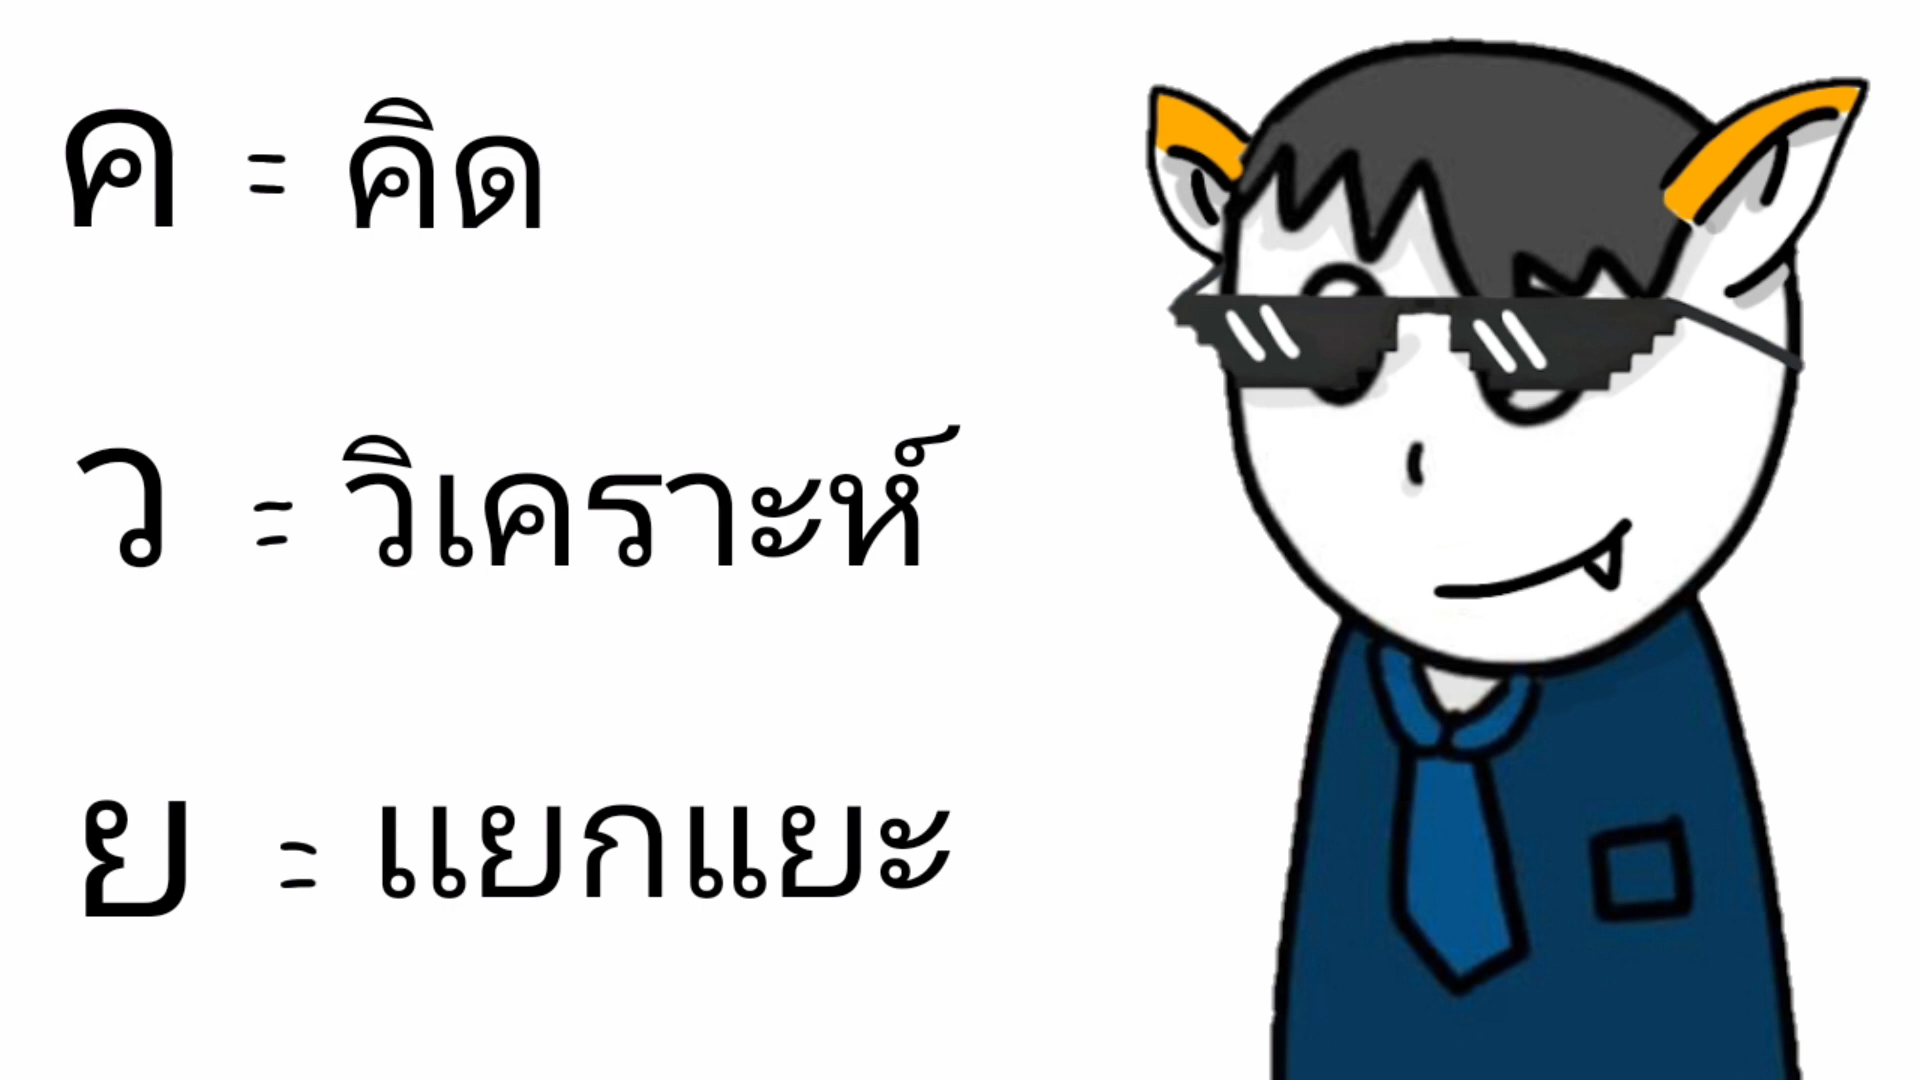 ค = คิด
ว = วิเคราะห์
ย = แยกแยะ